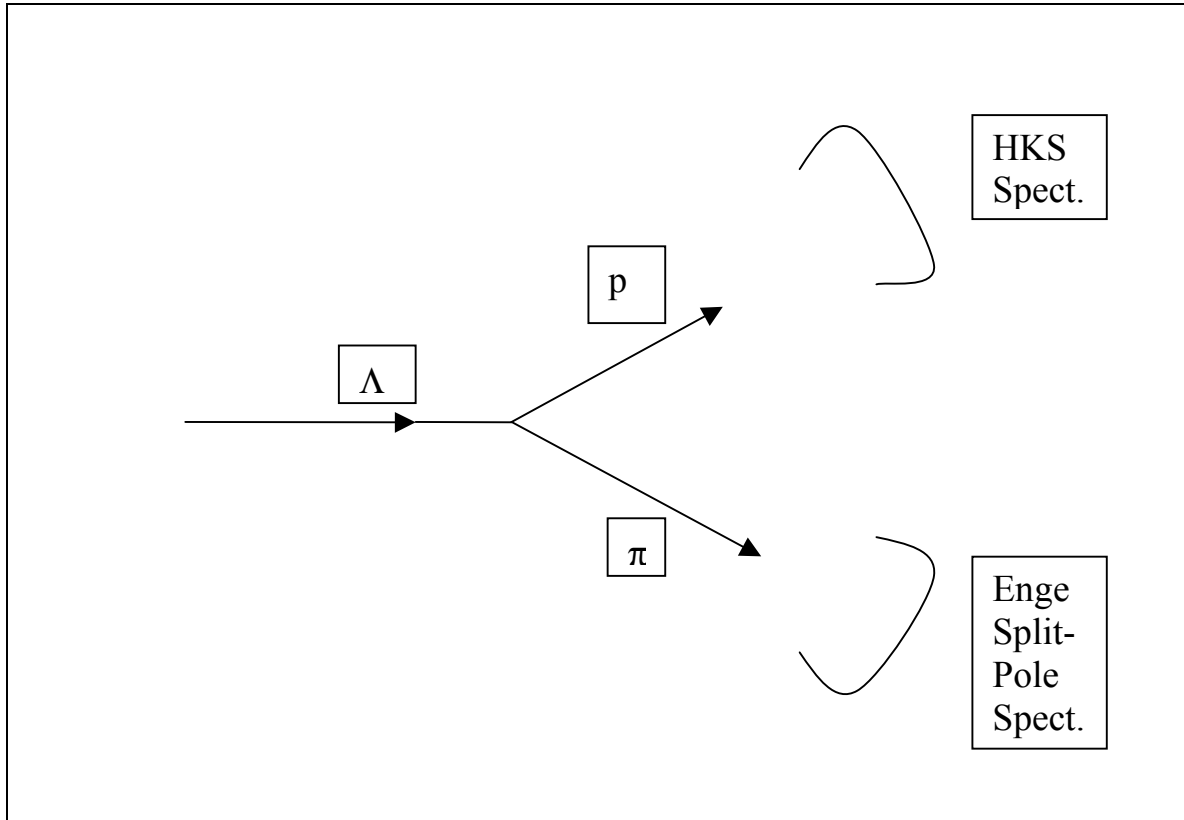 HKS
Spect.
p
Λ
π
Enge
Split-
Pole
Spect.